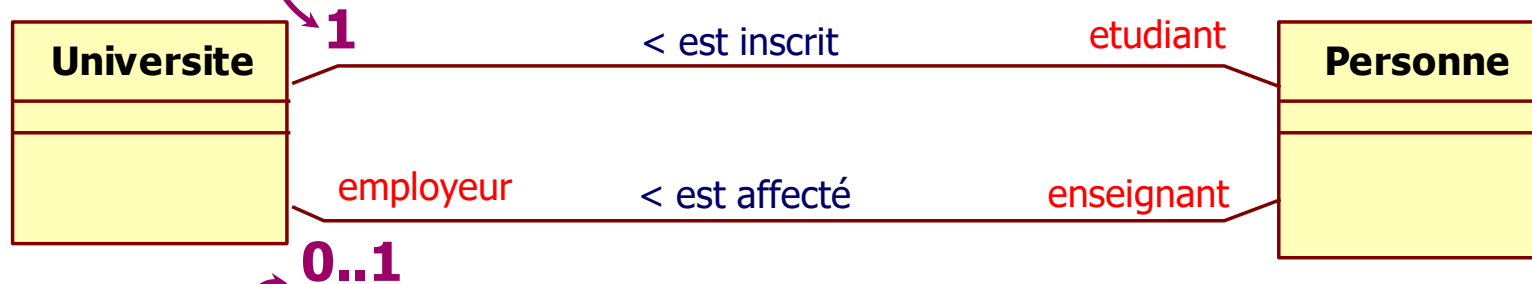 Universite
1
< est inscrit
etudiant
Personne
employeur
< est affecté
enseignant
0..1